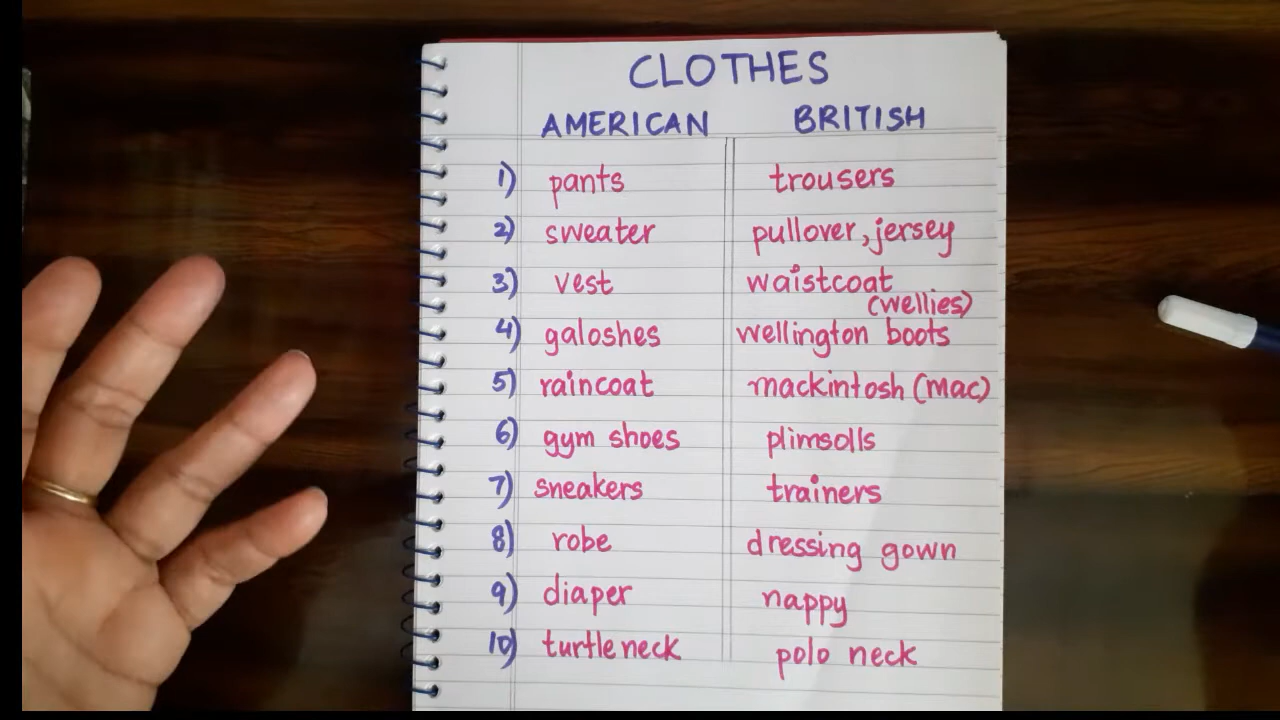 CLOTHES
AMERICAN BRITISH
1) pants trousers
2) sweater pullover, jersey
3) vest waistcoat
(wellies)
4) galoshes wellington boots
5) raincoat mackintosh (mac)
6) gym shoes plimsolls
7) sneakers trainers
8) robe dressing gown
9) diaper nappy
10) turtle neck polo neck